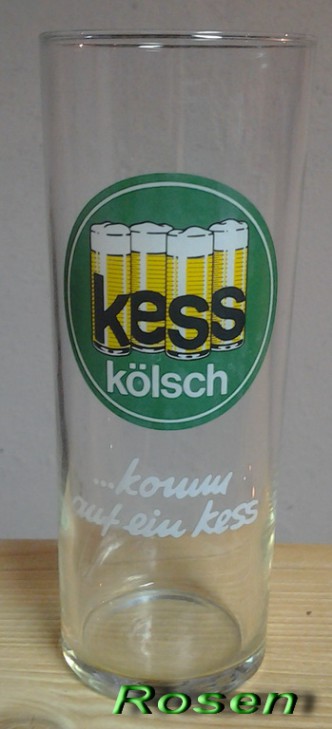 kess
kölsch
...komm
auf ein kess
Rosen